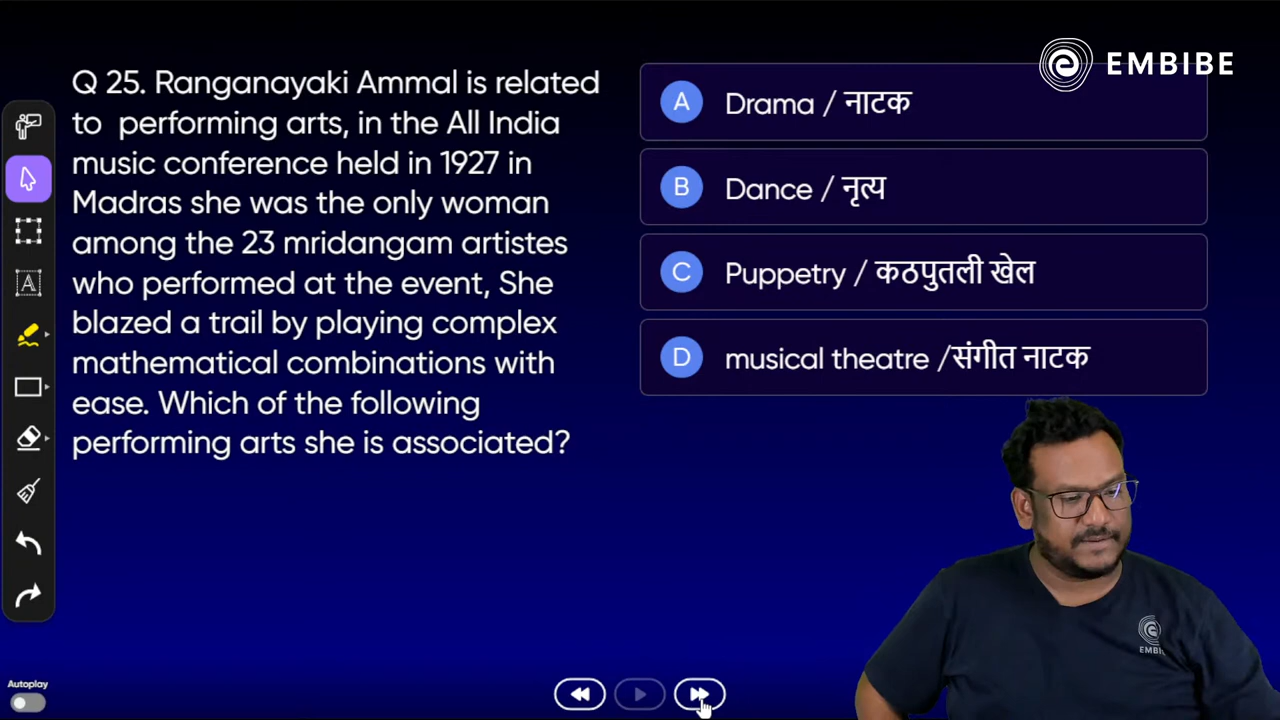 EMBIBE
Q 25. Ranganayaki Ammal is related
to performing arts, in the All India
music conference held in 1927 in
Madras she was the only woman
among the 23 mridangam artistes
who performed at the event, She
blazed a trail by playing complex
mathematical combinations with
ease. Which of the following
performing arts she is associated?
A Drama / नाटक
B Dance / नृत्य
C Puppetry / कठपुतली खेल
D musical theatre /संगीत नाटक
A
EMBI
Autoplay